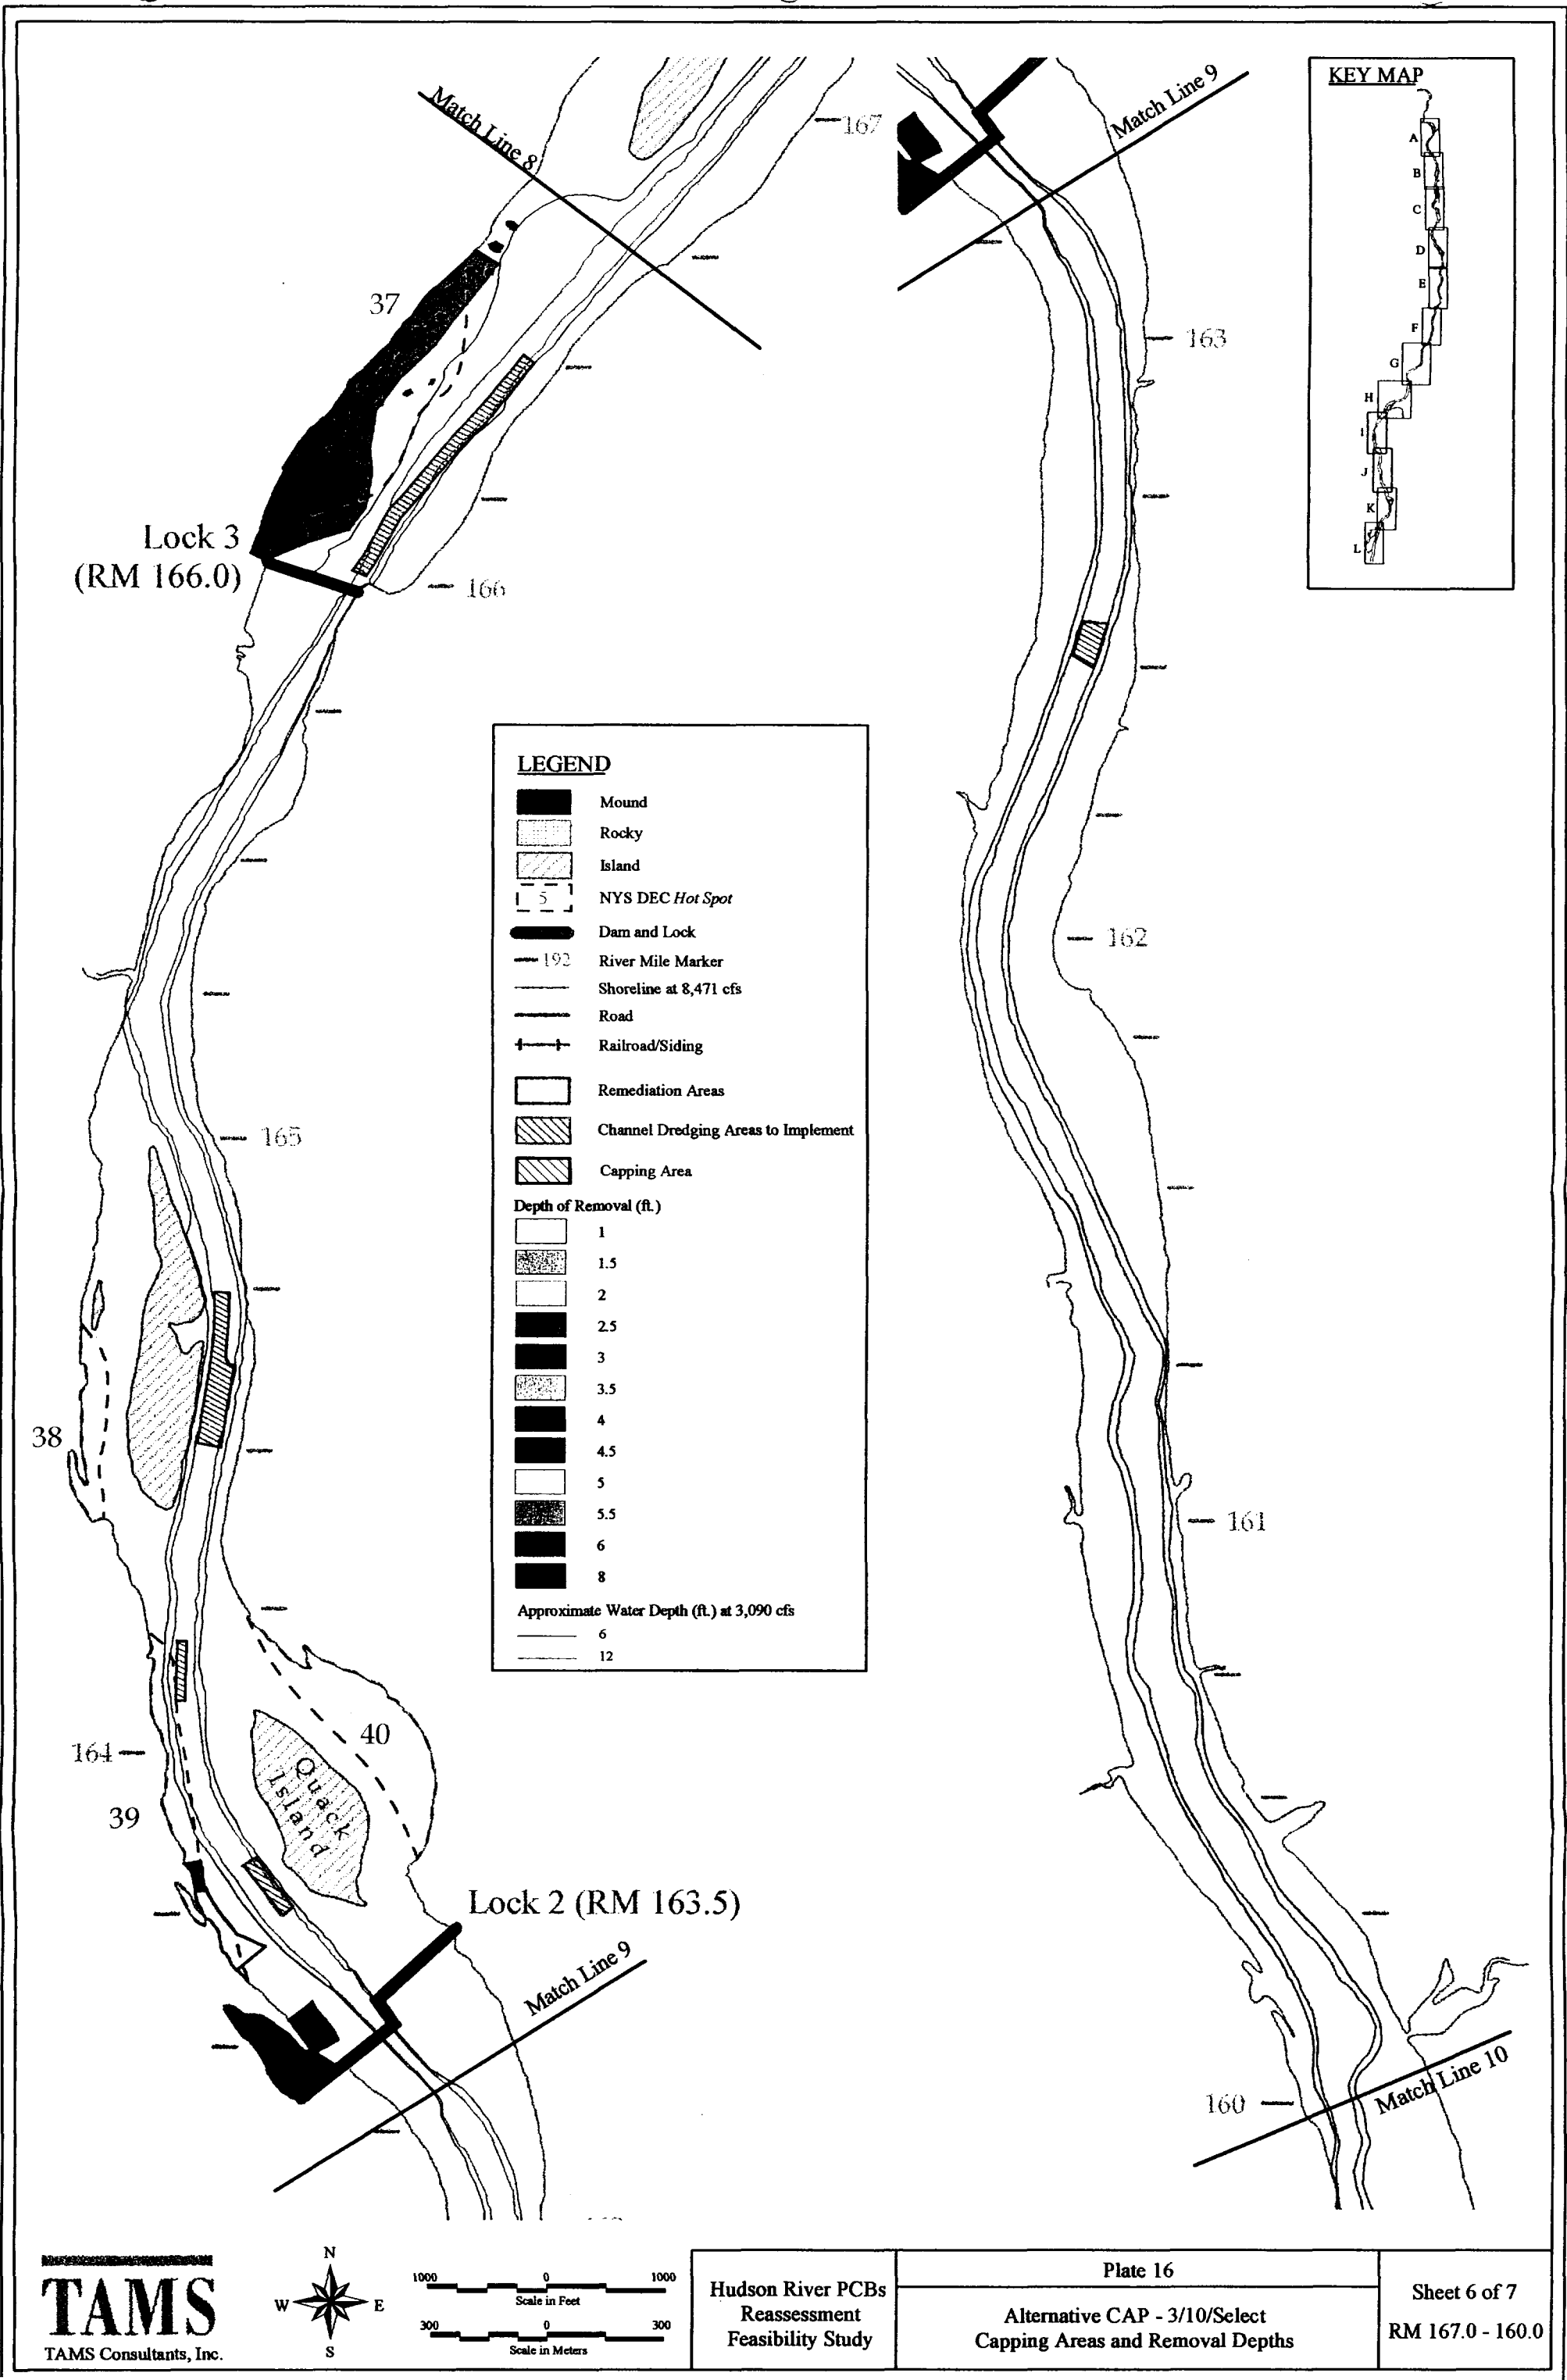 Match Line 8
167
37
Lock 3
(RM 166.0)
166
165
38
164
39
40
Quack
Island
Lock 2 (RM 163.5)
Match Line 9
LEGEND
Mound
Rocky
Island
5
NYS DEC Hot Spot
Dam and Lock
192
River Mile Marker
Shoreline at 8,471 cfs
Road
Railroad/Siding
Remediation Areas
Channel Dredging Areas to Implement
Capping Area
Depth of Removal (ft.)
1
1.5
2
2.5
3
3.5
4
4.5
5
5.5
6
8
Approximate Water Depth (ft.) at 3,090 cfs
6
12
Match Line 9
163
162
161
160
Match Line 10
KEY MAP
A
B
C
D
E
F
G
H
I
J
K
L
TAMS
TAMS Consultants, Inc.
N
W
E
S
1000 0 1000
Scale in Feet
300 0 300
Scale in Meters
Hudson River PCBs
Reassessment
Feasibility Study
Plate 16
Alternative CAP - 3/10/Select
Capping Areas and Removal Depths
Sheet 6 of 7
RM 167.0 - 160.0